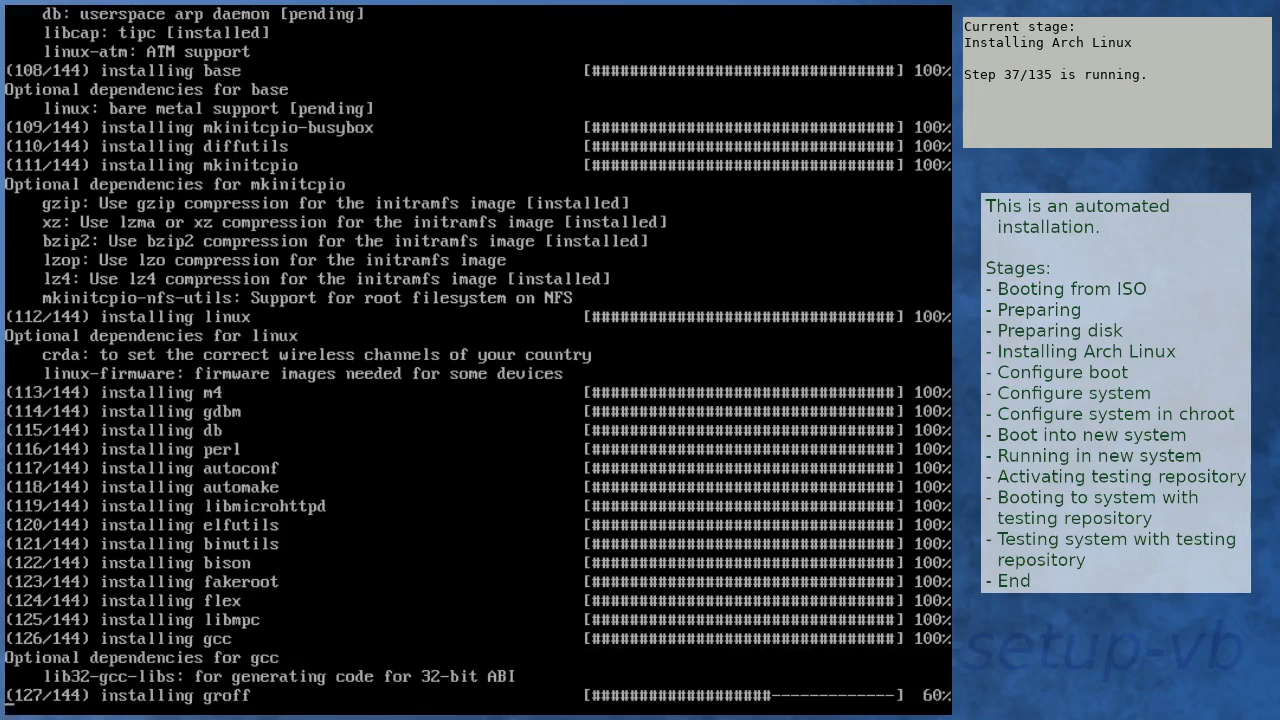 db: userspace arp daemon [pending]
libcap: tipc [installed]
linux-atm: ATM support
(108/144) installing base [################################] 100%
Optional dependencies for base
linux: bare metal support [pending]
(109/144) installing mkinitcpio-busybox [################################] 100%
(110/144) installing diffutils [################################] 100%
(111/144) installing mkinitcpio [################################] 100%
Optional dependencies for mkinitcpio
gzip: Use gzip compression for the initramfs image [installed]
xz: Use lzma or xz compression for the initramfs image [installed]
bzip2: Use bzip2 compression for the initramfs image [installed]
lzop: Use lzo compression for the initramfs image
lz4: Use lz4 compression for the initramfs image [installed]
mkinitcpio-nfs-utils: Support for root filesystem on NFS
(112/144) installing linux [################################] 100%
Optional dependencies for linux
crda: to set the correct wireless channels of your country
linux-firmware: firmware images needed for some devices
(113/144) installing m4 [################################] 100%
(114/144) installing gdbm [################################] 100%
(115/144) installing db [################################] 100%
(116/144) installing perl [################################] 100%
(117/144) installing autoconf [################################] 100%
(118/144) installing automake [################################] 100%
(119/144) installing libmicrohttpd [################################] 100%
(120/144) installing elfutils [################################] 100%
(121/144) installing binutils [################################] 100%
(122/144) installing bison [################################] 100%
(123/144) installing fakeroot [################################] 100%
(124/144) installing flex [################################] 100%
(125/144) installing libmpc [################################] 100%
(126/144) installing gcc [################################] 100%
Optional dependencies for gcc
lib32-gcc-libs: for generating code for 32-bit ABI
(127/144) installing groff [###################-------------] 60%
Current stage:
Installing Arch Linux
Step 37/135 is running.
This is an automated
installation.
Stages:
- Booting from ISO
- Preparing
- Preparing disk
- Installing Arch Linux
- Configure boot
- Configure system
- Configure system in chroot
- Boot into new system
- Running in new system
- Activating testing repository
- Booting to system with
testing repository
- Testing system with testing
repository
- End
setup-vb